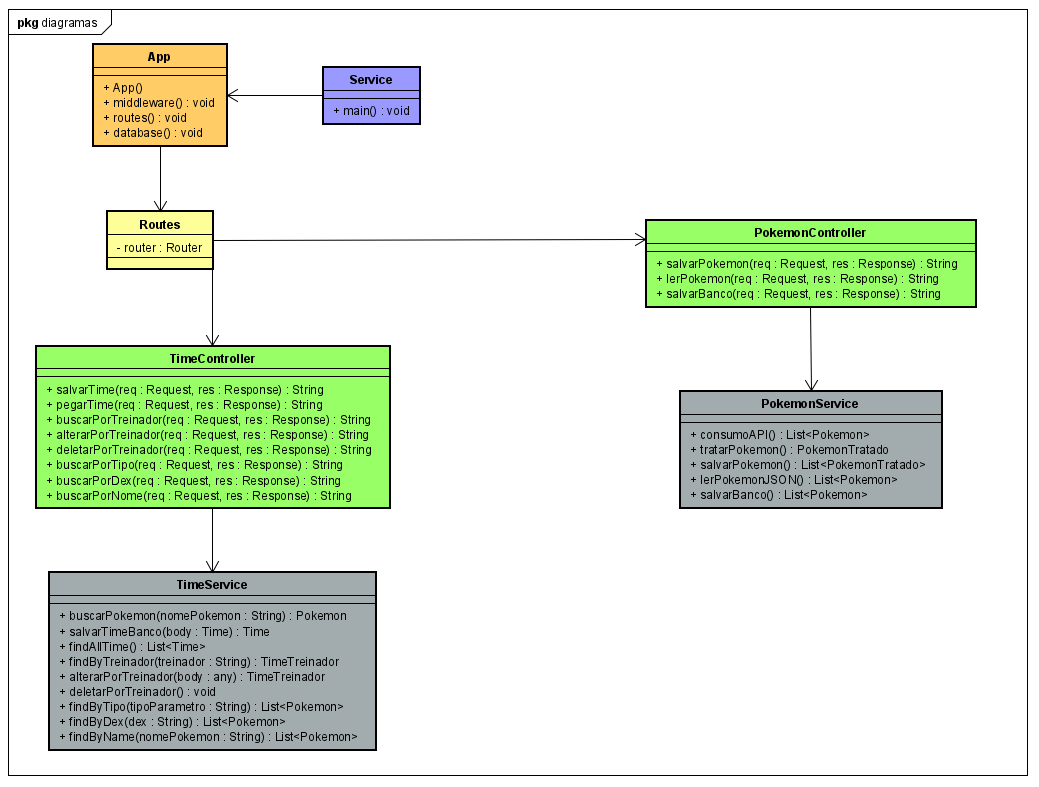 pkg diagramas
App
+ App()
+ middleware() : void
+ routes() : void
+ database() : void
Service
+ main() : void
Routes
- router : Router
PokemonController
+ salvarPokemon(req : Request, res : Response) : String
+ lerPokemon(req : Request, res : Response) : String
+ salvarBanco(req : Request, res : Response) : String
TimeController
+ salvarTime(req : Request, res : Response) : String
+ pegarTime(req : Request, res : Response) : String
+ buscarPorTreinador(req : Request, res : Response) : String
+ alterarPorTreinador(req : Request, res : Response) : String
+ deletarPorTreinador(req : Request, res : Response) : String
+ buscarPorTipo(req : Request, res : Response) : String
+ buscarPorDex(req : Request, res : Response) : String
+ buscarPorNome(req : Request, res : Response) : String
PokemonService
+ consumoAPI() : List<Pokemon>
+ tratarPokemon() : PokemonTratado
+ salvarPokemon() : List<PokemonTratado>
+ lerPokemonJSON() : List<Pokemon>
+ salvarBanco() : List<Pokemon>
TimeService
+ buscarPokemon(nomePokemon : String) : Pokemon
+ salvarTimeBanco(body : Time) : Time
+ findAllTime() : List<Time>
+ findByTreinador(treinador : String) : TimeTreinador
+ alterarPorTreinador(body : any) : TimeTreinador
+ deletarPorTreinador() : void
+ findByTipo(tipoParametro : String) : List<Pokemon>
+ findByDex(dex : String) : List<Pokemon>
+ findByName(nomePokemon : String) : List<Pokemon>